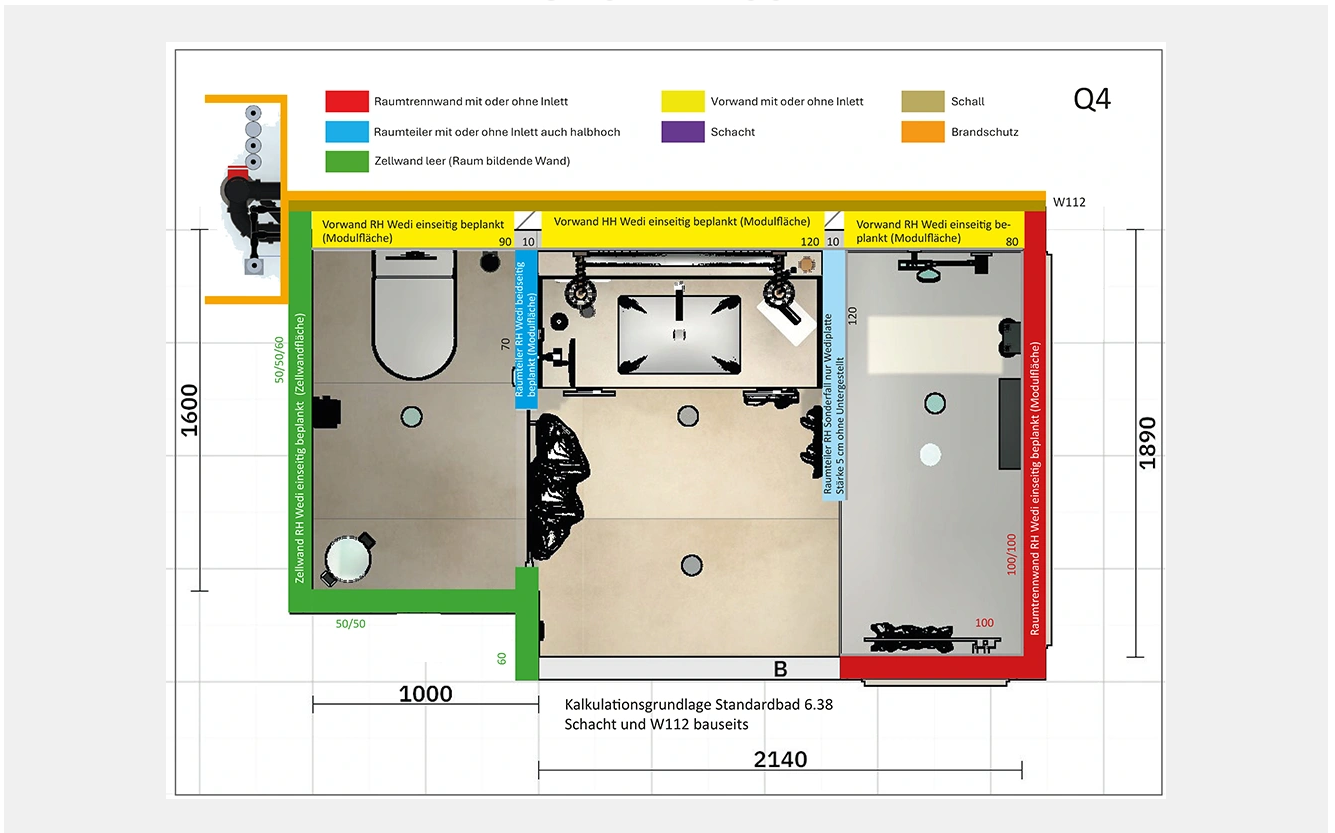 Q4
Raumtrennwand mit oder ohne Inlett
Vorwand mit oder ohne Inlett
Schall
Raumteiler mit oder ohne Inlett auch halbhoch
Schacht
Brandschutz
Zellwand leer (Raum bildende Wand)
W112
Vorwand RH Wedi einseitig beplankt
(Modulfläche)
90
10
Vorwand HH Wedi einseitig beplankt (Modulfläche)
120
10
Vorwand RH Wedi einseitig be-
plankt (Modulfläche)
80
Zellwand RH Wedi einseitig beplankt (Zellwandfläche)
50/50/60
1600
70
Raumteiler RH Wedi beidseitig
beplankt (Modulfläche)
Raumteiler RH Sonderfall nur Wediplatte
Stärke 5 cm ohne Untergestellt
120
Raumtrennwand RH Wedi einseitig beplankt (Modulfläche)
100/100
100
1890
50/50
60
B
1000
Kalkulationsgrundlage Standardbad 6.38
Schacht und W112 bauseits
2140